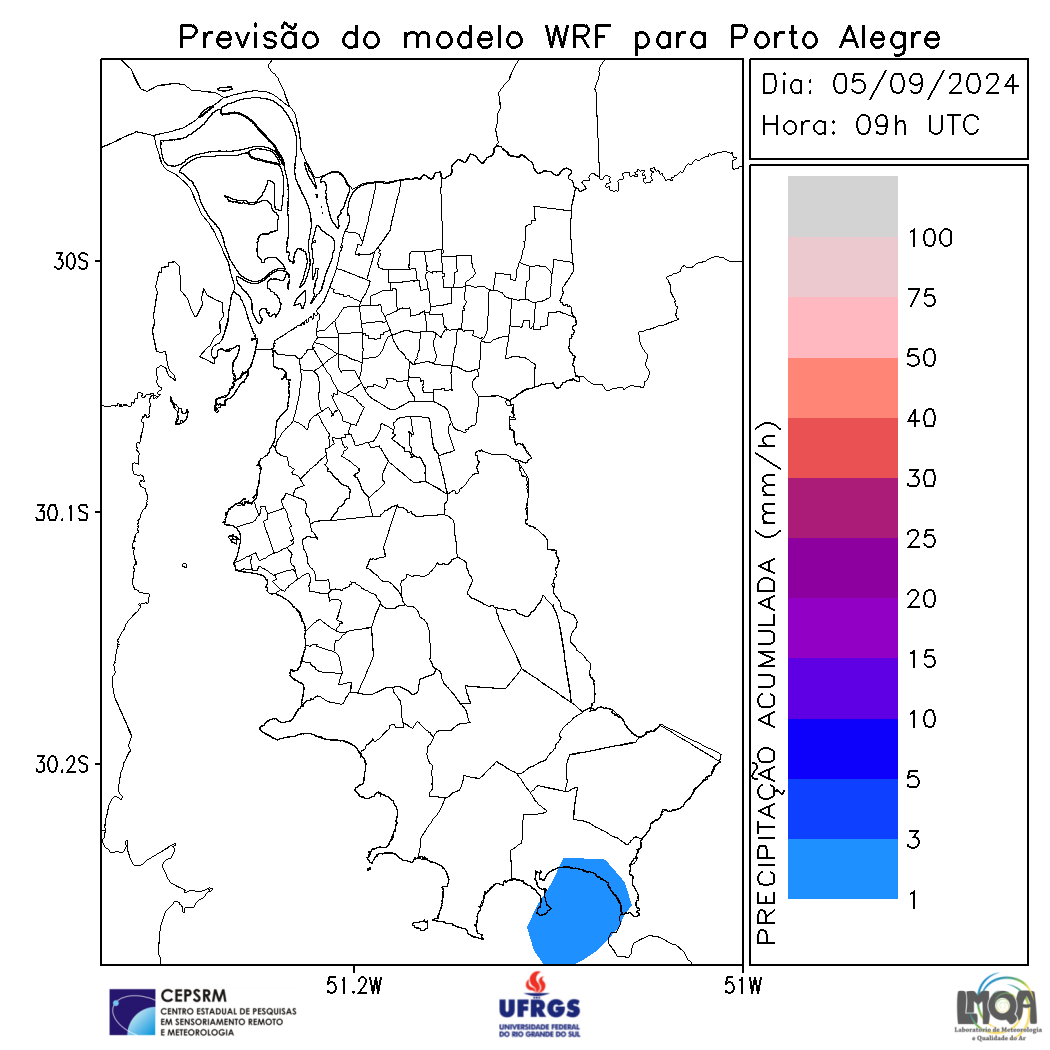 Previsão do modelo WRF para Porto Alegre
Dia: 05/09/2024
Hora: 09h UTC
30S
30.1S
30.2S
51.2W
51W
PRECIPITAÇÃO ACUMULADA (mm/h)
100
75
50
40
30
25
20
15
10
5
3
1
CEPSRM
CENTRO ESTADUAL DE PESQUISAS
EM SENSORIAMENTO REMOTO
E METEOROLOGIA
UFRGS
UNIVERSIDADE FEDERAL
DO RIO GRANDE DO SUL
LMQA
Laboratório de Meteorologia
e Qualidade do Ar